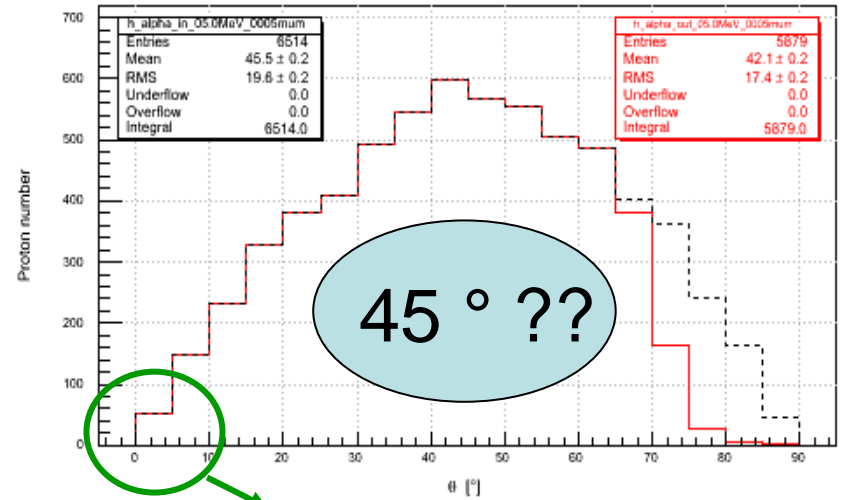 h_alpha_in_05.0MeV_0005mum
Entries 6514
Mean 45.5 ± 0.2
RMS 19.6 ± 0.2
Underflow 0.0
Overflow 0.0
Integral 6514.0
h_alpha_out_05.0MeV_0005mum
Entries 5879
Mean 42.1 ± 0.2
RMS 17.4 ± 0.2
Underflow 0.0
Overflow 0.0
Integral 5879.0
Proton number
700
600
500
400
300
200
100
0
45 ° ??
0 10 20 30 40 50 60 70 80 90
θ [°]